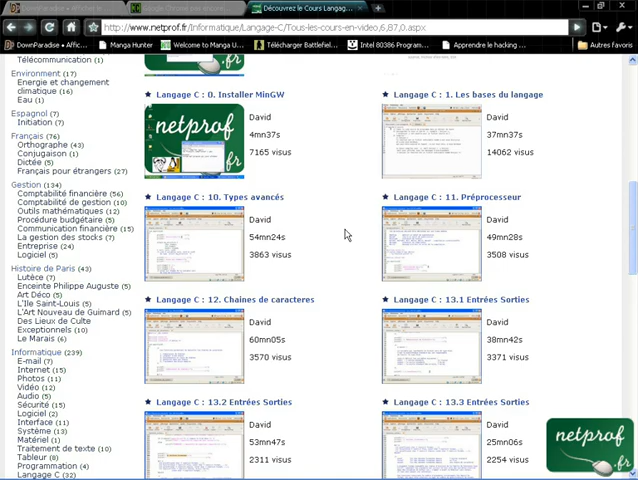 DownParadise • Afficher le
Google Chrome pas encore
Découvrez le Cours Langag...
http://www.netprof.fr/Informatique/Langage-C/Tous-les-cours-en-video,6,87,0.aspx
DownParadise • Affic...
Manga Hunter
Welcome to Manga U...
Télécharger Battlefiel...
Intel 80386 Program...
Apprendre le hacking ...
Autres favoris
Télécommunication (1)
Environment (17)
Energie et changement
climatique (16)
Eau (1)
Espagnol (7)
Initiation (7)
Français (76)
Orthographe (43)
Conjugaison (1)
Dictée (5)
Français pour étrangers (27)
Gestion (134)
Comptabilité financière (56)
Comptabilité de gestion (10)
Outils mathématiques (12)
Procédure budgétaire (5)
Communication financière (15)
La gestion des stocks (7)
Entreprise (24)
Logiciel (5)
Histoire de Paris (43)
Lutèce (7)
Enceinte Philippe Auguste (5)
Art Déco (5)
L'Ile Saint-Louis (5)
L'Art Nouveau de Guimard (5)
Des Lieux de Culte
Exceptionnels (10)
Le Marais (6)
Informatique (239)
E-mail (7)
Internet (15)
Photos (11)
Vidéo (12)
Audio (5)
Sécurité (15)
Logiciel (2)
Interface (11)
Système (13)
Matériel (1)
Traitement de texte (10)
Tableur (8)
Programmation (4)
Langage C (32)
Langage C : 0. Installer MinGW
netprof
.fr
David
4mn37s
7165 visus
Langage C : 1. Les bases du langage
David
37mn37s
14062 visus
Langage C : 10. Types avancés
David
54mn24s
3863 visus
Langage C : 11. Préprocesseur
David
49mn28s
3508 visus
Langage C : 12. Chaines de caracteres
David
60mn05s
3570 visus
Langage C : 13.1 Entrées Sorties
David
38mn42s
3371 visus
Langage C : 13.2 Entrées Sorties
David
53mn47s
2311 visus
Langage C : 13.3 Entrées Sorties
David
25mn06s
2254 visus
netprof
.fr